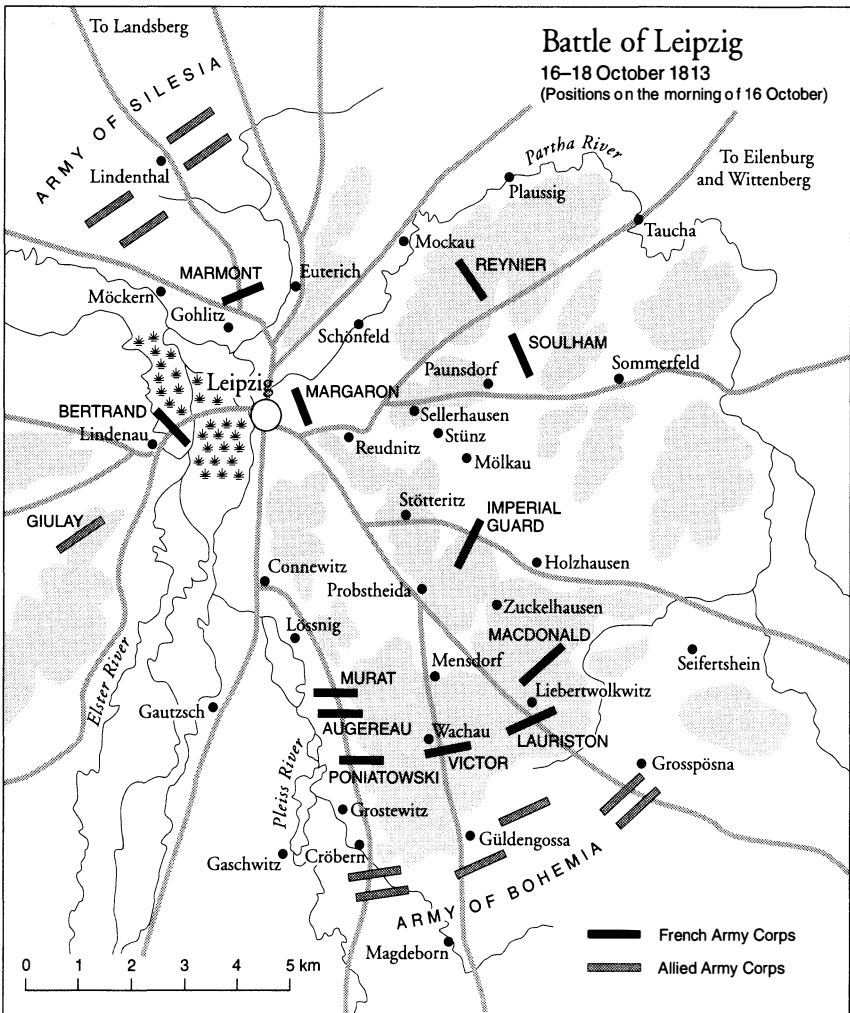 To Landsberg
Battle of Leipzig
16–18 October 1813
(Positions on the morning of 16 October)
ARMY OF SILESIA
Lindenthal
Partha River
To Eilenburg
and Wittenberg
Plaussig
Taucha
Mockau
REYNIER
MARMONT
Euterich
Möckern
Gohlitz
Schönfeld
SOULHAM
Paunsdorf
Sommerfeld
Leipzig
MARGARON
BERTRAND
Lindenau
Sellerhausen
Stünz
Reudnitz
Mölkau
Stötteritz
IMPERIAL
GUARD
GIULAY
Holzhausen
Connewitz
Probstheida
Zuckelhausen
Lössnig
MACDONALD
Seifertshein
Elster River
MURAT
Mensdorf
Liebertwolkwitz
Gautzsch
AUGEREAU
Wachau
LAURISTON
VICTOR
PONIATOWSKI
Grosspösna
Pleiss River
Grostewitz
Güldengossa
Gaschwitz
Cröbern
ARMY OF BOHEMIA
Magdeborn
French Army Corps
Allied Army Corps
0 1 2 3 4 5 km